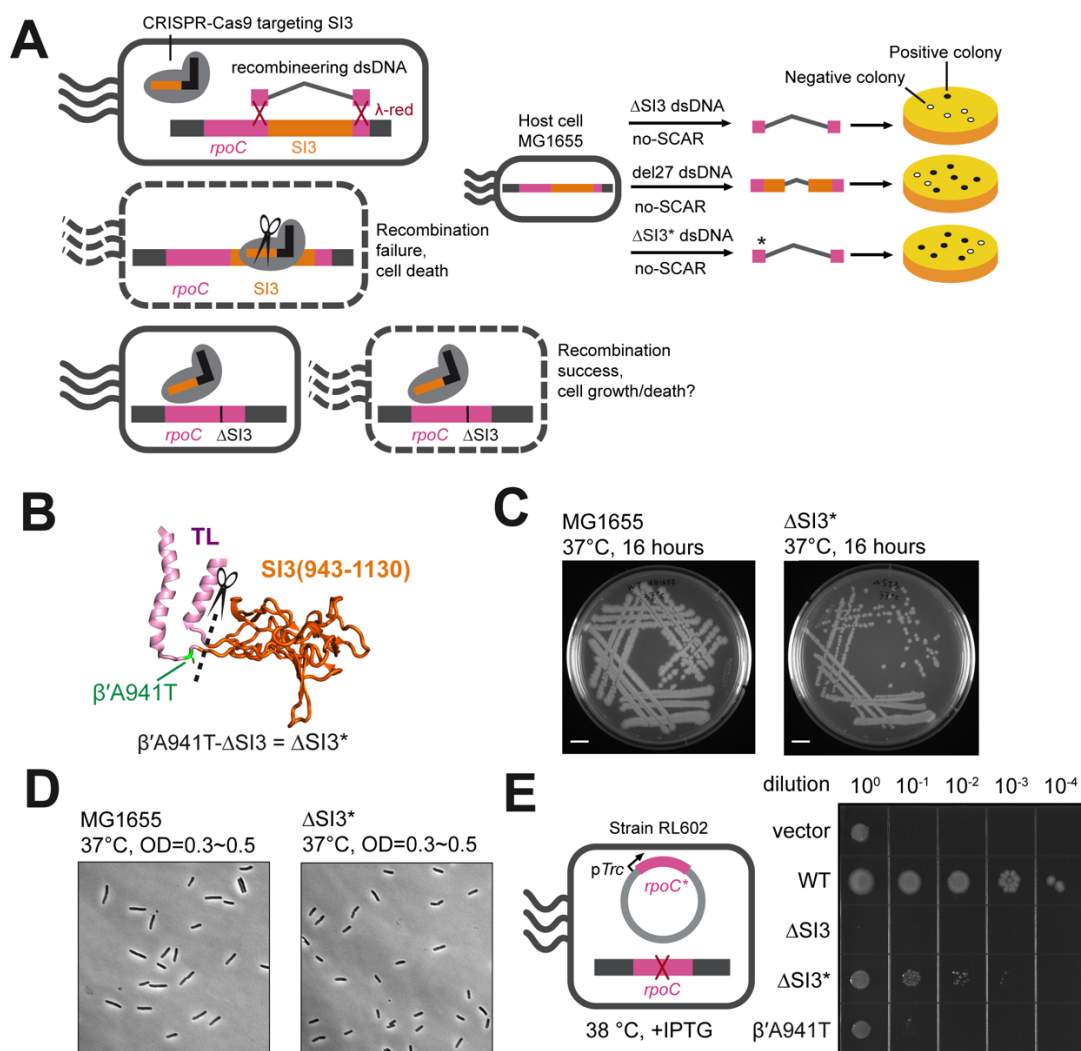 A
CRISPR-Cas9 targeting SI3
recombineering dsDNA
λ-red
rpoC
SI3
Recombination
failure,
cell death
rpoC
SI3
Recombination
success,
cell growth/death?
rpoC
ΔSI3
rpoC
ΔSI3
Host cell
MG1655
ΔSI3 dsDNA
no-SCAR
del27 dsDNA
no-SCAR
ΔSI3* dsDNA
no-SCAR
*
Positive colony
Negative colony
B
TL
SI3(943-1130)
β′A941T
β′A941T-ΔSI3 = ΔSI3*
C
MG1655
37°C, 16 hours
ΔSI3*
37°C, 16 hours
D
MG1655
37°C, OD=0.3~0.5
ΔSI3*
37°C, OD=0.3~0.5
E
Strain RL602
pTrc
rpoC*
rpoC
38 °C, +IPTG
dilution 10⁰ 10⁻¹ 10⁻² 10⁻³ 10⁻⁴
vector
WT
ΔSI3
ΔSI3*
β′A941T